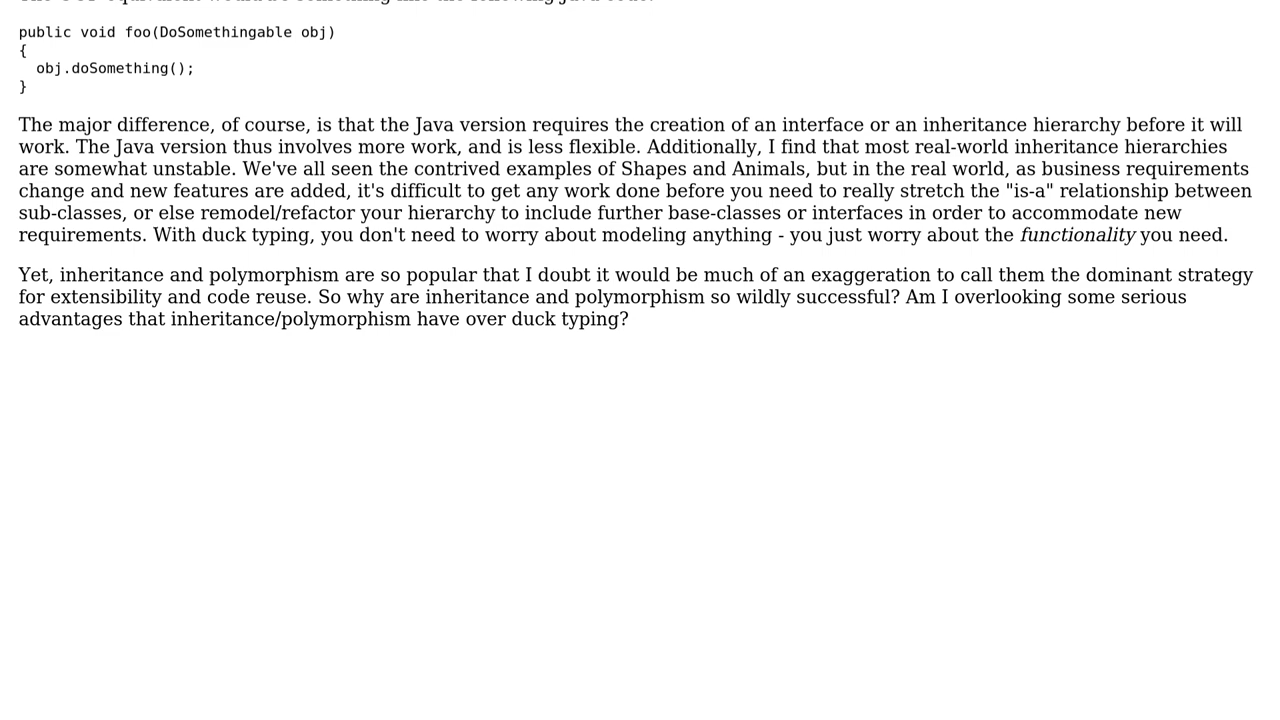 public void foo(DoSomethingable obj)
{
  obj.doSomething();
}
The major difference, of course, is that the Java version requires the creation of an interface or an inheritance hierarchy before it will
work. The Java version thus involves more work, and is less flexible. Additionally, I find that most real-world inheritance hierarchies
are somewhat unstable. We've all seen the contrived examples of Shapes and Animals, but in the real world, as business requirements
change and new features are added, it's difficult to get any work done before you need to really stretch the "is-a" relationship between
sub-classes, or else remodel/refactor your hierarchy to include further base-classes or interfaces in order to accommodate new
requirements. With duck typing, you don't need to worry about modeling anything - you just worry about the functionality you need.
Yet, inheritance and polymorphism are so popular that I doubt it would be much of an exaggeration to call them the dominant strategy
for extensibility and code reuse. So why are inheritance and polymorphism so wildly successful? Am I overlooking some serious
advantages that inheritance/polymorphism have over duck typing?